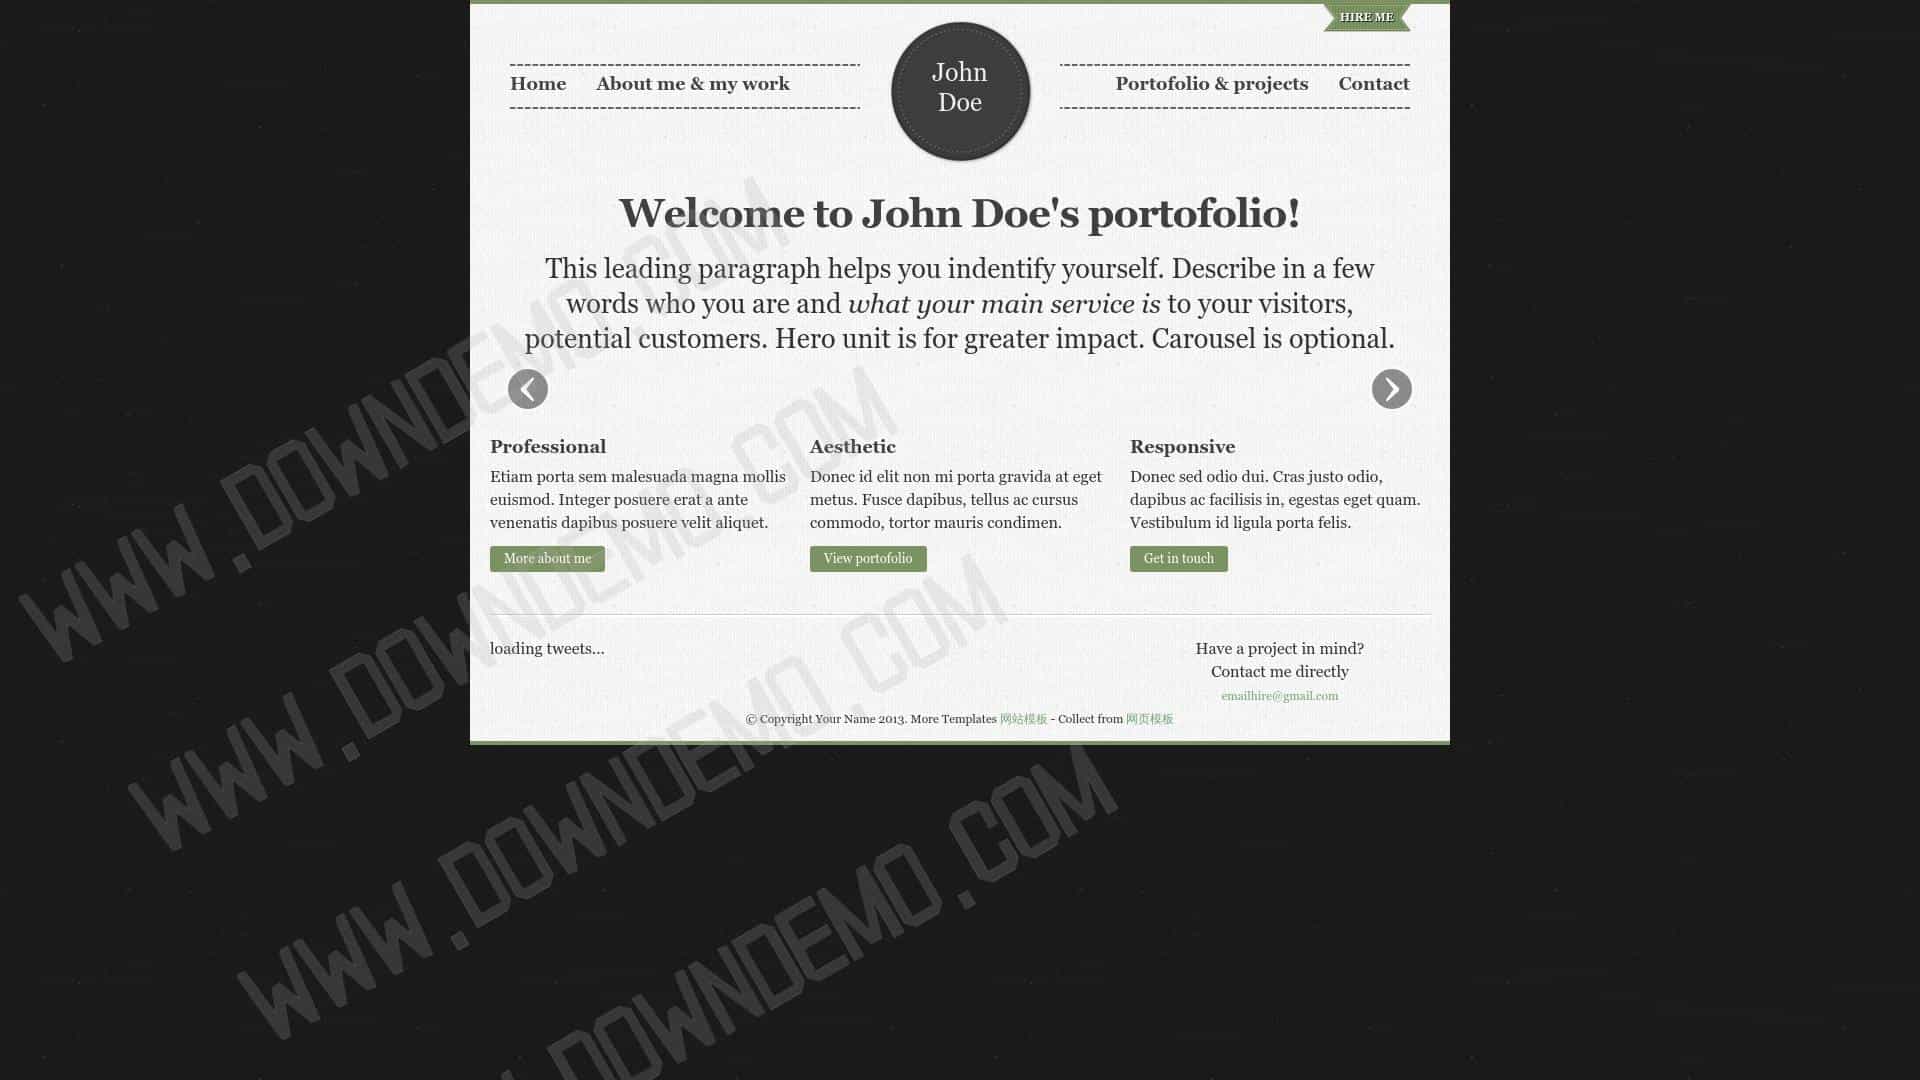 HIRE ME
Home About me & my work
John
Doe
Portofolio & projects Contact
Welcome to John Doe's portofolio!
This leading paragraph helps you indentify yourself. Describe in a few
words who you are and what your main service is to your visitors,
potential customers. Hero unit is for greater impact. Carousel is optional.
Professional
Etiam porta sem malesuada magna mollis
euismod. Integer posuere erat a ante
venenatis dapibus posuere velit aliquet.
More about me
Aesthetic
Donec id elit non mi porta gravida at eget
metus. Fusce dapibus, tellus ac cursus
commodo, tortor mauris condimen.
View portofolio
Responsive
Donec sed odio dui. Cras justo odio,
dapibus ac facilisis in, egestas eget quam.
Vestibulum id ligula porta felis.
Get in touch
loading tweets...
Have a project in mind?
Contact me directly
emailhire@gmail.com
© Copyright Your Name 2013. More Templates 网站模板 - Collect from 网页模板
WWW.DOWNDEMO.COM
WWW.DOWNDEMO.COM
WWW.DOWNDEMO.COM
.DOWNDEMO.COM